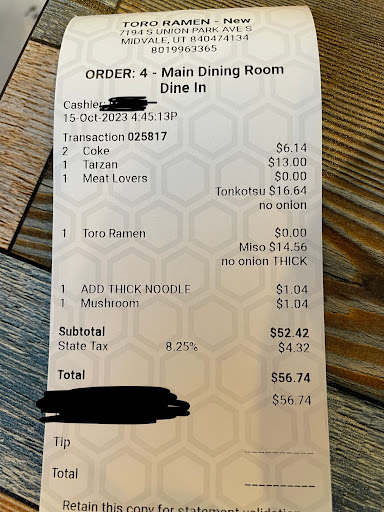 TORO RAMEN - New
7194 S UNION PARK AVE S
MIDVALE, UT 840474134
8019963365
ORDER: 4 - Main Dining Room
Dine In
Cashier:
15-Oct-2023 4:45:13P
Transaction 025817
2 Coke $6.14
1 Tarzan $13.00
1 Meat Lovers $0.00
Tonkotsu $16.64
no onion
1 Toro Ramen $0.00
Miso $14.56
no onion THICK
1 ADD THICK NOODLE $1.04
1 Mushroom $1.04
Subtotal $52.42
State Tax 8.25% $4.32
Total $56.74
$56.74
Tip
Total
Retain this copy for statement validation